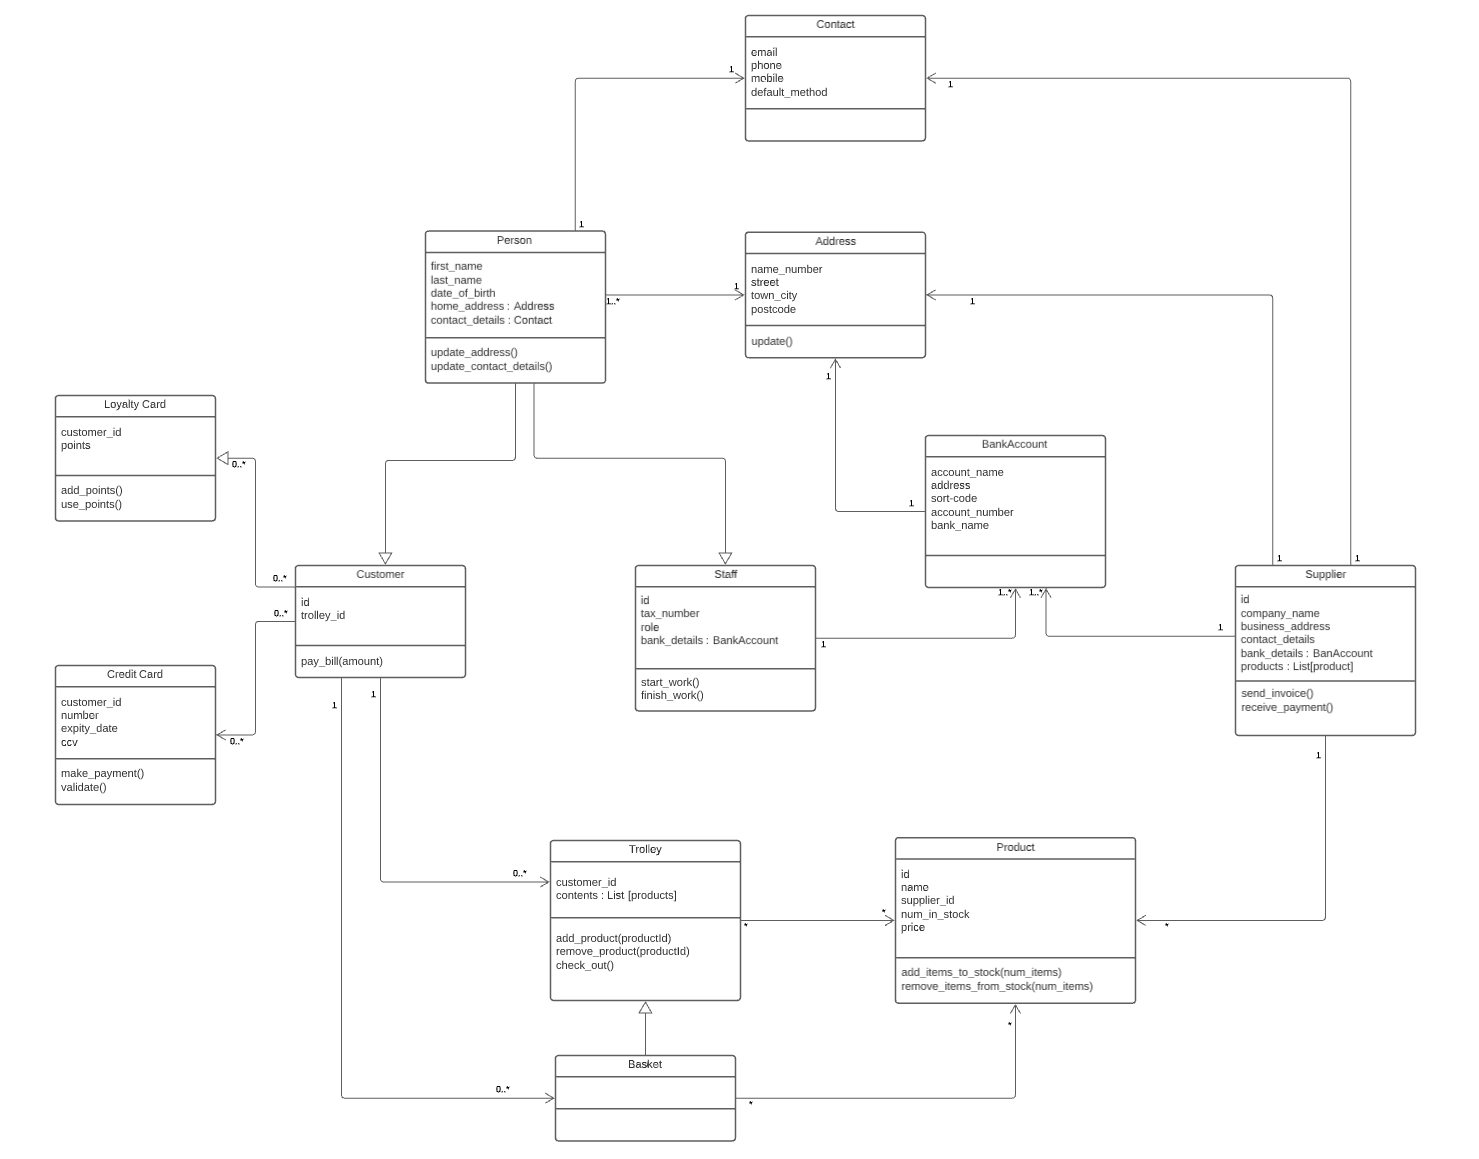 Contact
email
phone
mobile
default_method
1
1
1
Person
first_name
last_name
date_of_birth
home_address : Address
contact_details : Contact
update_address()
update_contact_details()
1..*
1
Address
name_number
street
town_city
postcode
update()
1
1
Loyalty Card
customer_id
points
add_points()
use_points()
0..*
0..*
BankAccount
account_name
address
sort-code
account_number
bank_name
1
1..*
1..*
1
1
Customer
id
trolley_id
pay_bill(amount)
0..*
Staff
id
tax_number
role
bank_details : BankAccount
start_work()
finish_work()
1
1
Supplier
id
company_name
business_address
contact_details
bank_details : BanAccount
products : List[product]
send_invoice()
receive_payment()
Credit Card
customer_id
number
expity_date
ccv
make_payment()
validate()
0..*
1
1
1
0..*
Trolley
customer_id
contents : List [products]
add_product(productId)
remove_product(productId)
check_out()
*
*
Product
id
name
supplier_id
num_in_stock
price
add_items_to_stock(num_items)
remove_items_from_stock(num_items)
*
*
Basket
0..*
*